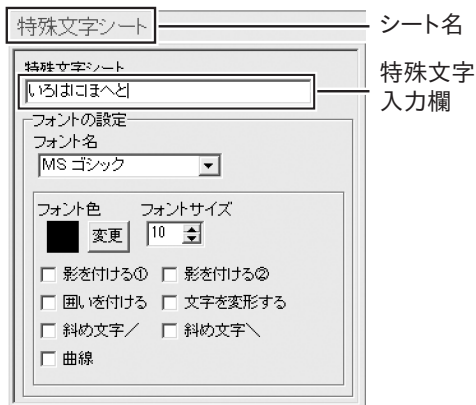 特殊文字シート
シート名
特殊文字シート
特殊文字
入力欄
いろはにほへと
フォントの設定
フォント名
MS ゴシック
フォント色
フォントサイズ
変更
10
影を付ける①
影を付ける②
囲いを付ける
文字を変形する
斜め文字／
斜め文字＼
曲線